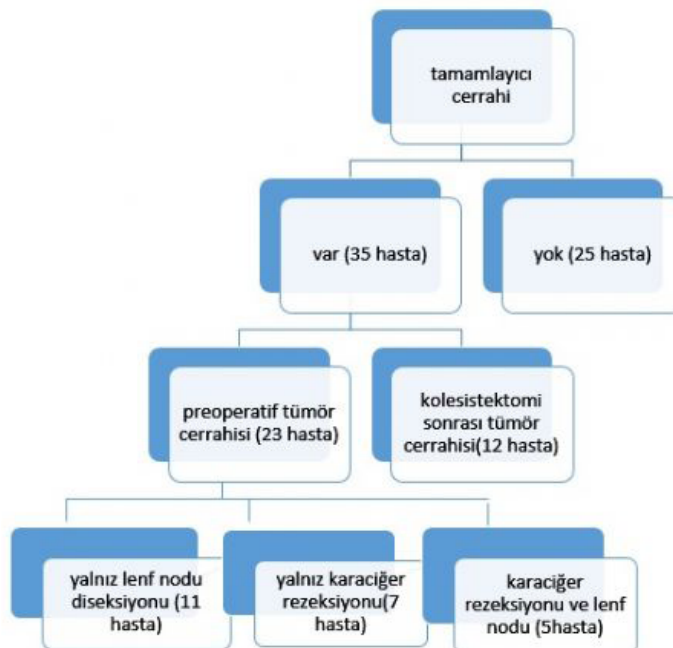 tamamlayıcı
cerrahi
var (35 hasta)
yok (25 hasta)
preoperatif tümör
cerrahisi (23 hasta)
kolesistektomi
sonrası tümör
cerrahisi(12 hasta)
yalnız lenf nodu
diseksiyonu (11
hasta)
yalnız karaciğer
rezeksiyonu(7
hasta)
karaciğer
rezeksiyonu ve lenf
nodu (5hasta)